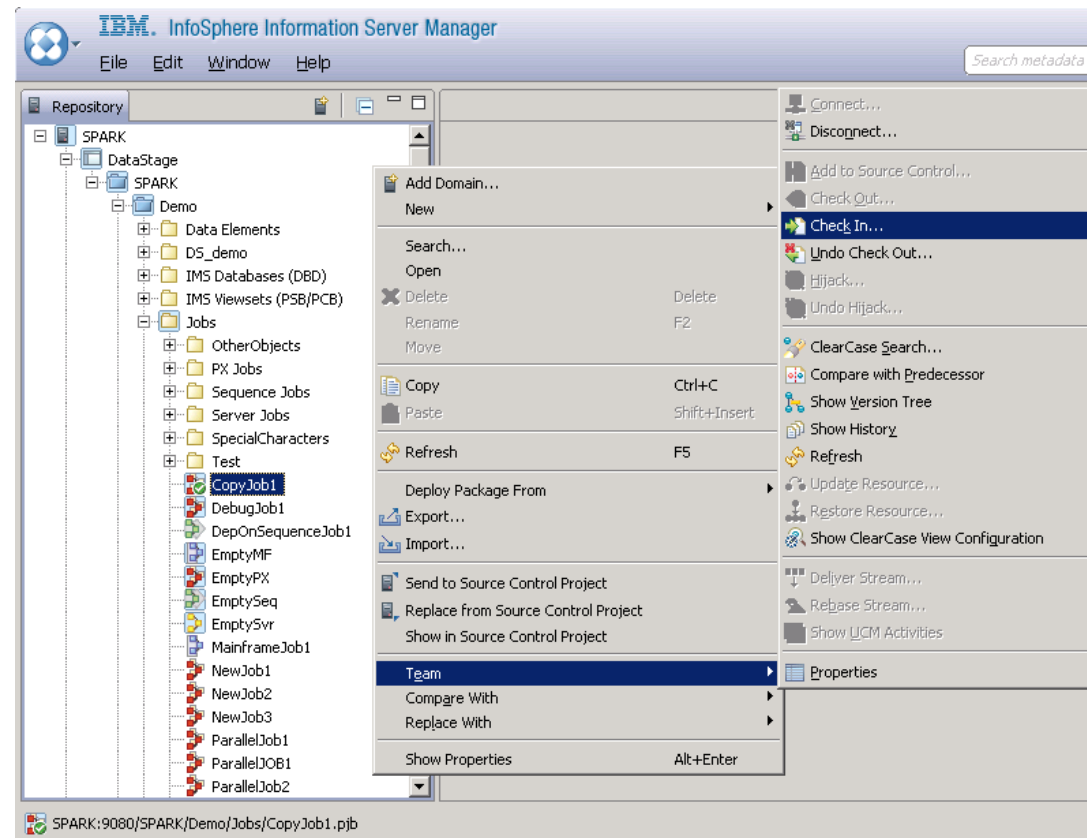 IBM. InfoSphere Information Server Manager
File Edit Window Help
Search metadata
Repository
SPARK
DataStage
SPARK
Demo
Data Elements
DS_demo
IMS Databases (DBD)
IMS Viewsets (PSB/PCB)
Jobs
OtherObjects
PX Jobs
Sequence Jobs
Server Jobs
SpecialCharacters
Test
CopyJob1
DebugJob1
DepOnSequenceJob1
EmptyMF
EmptyPX
EmptySeq
EmptySvr
MainframeJob1
NewJob1
NewJob2
NewJob3
ParallelJob1
ParallelJOB1
ParallelJob2
Add Domain...
New
Search...
Open
Delete Delete
Rename F2
Move
Copy Ctrl+C
Paste Shift+Insert
Refresh F5
Deploy Package From
Export...
Import...
Send to Source Control Project
Replace from Source Control Project
Show in Source Control Project
Team
Compare With
Replace With
Show Properties Alt+Enter
Connect...
Disconnect...
Add to Source Control...
Check Out...
Check In...
Undo Check Out...
Hijack...
Undo Hijack...
ClearCase Search...
Compare with Predecessor
Show Version Tree
Show History
Refresh
Update Resource...
Restore Resource...
Show ClearCase View Configuration
Deliver Stream...
Rebase Stream...
Show UCM Activities
Properties
SPARK:9080/SPARK/Demo/Jobs/CopyJob1.pjb